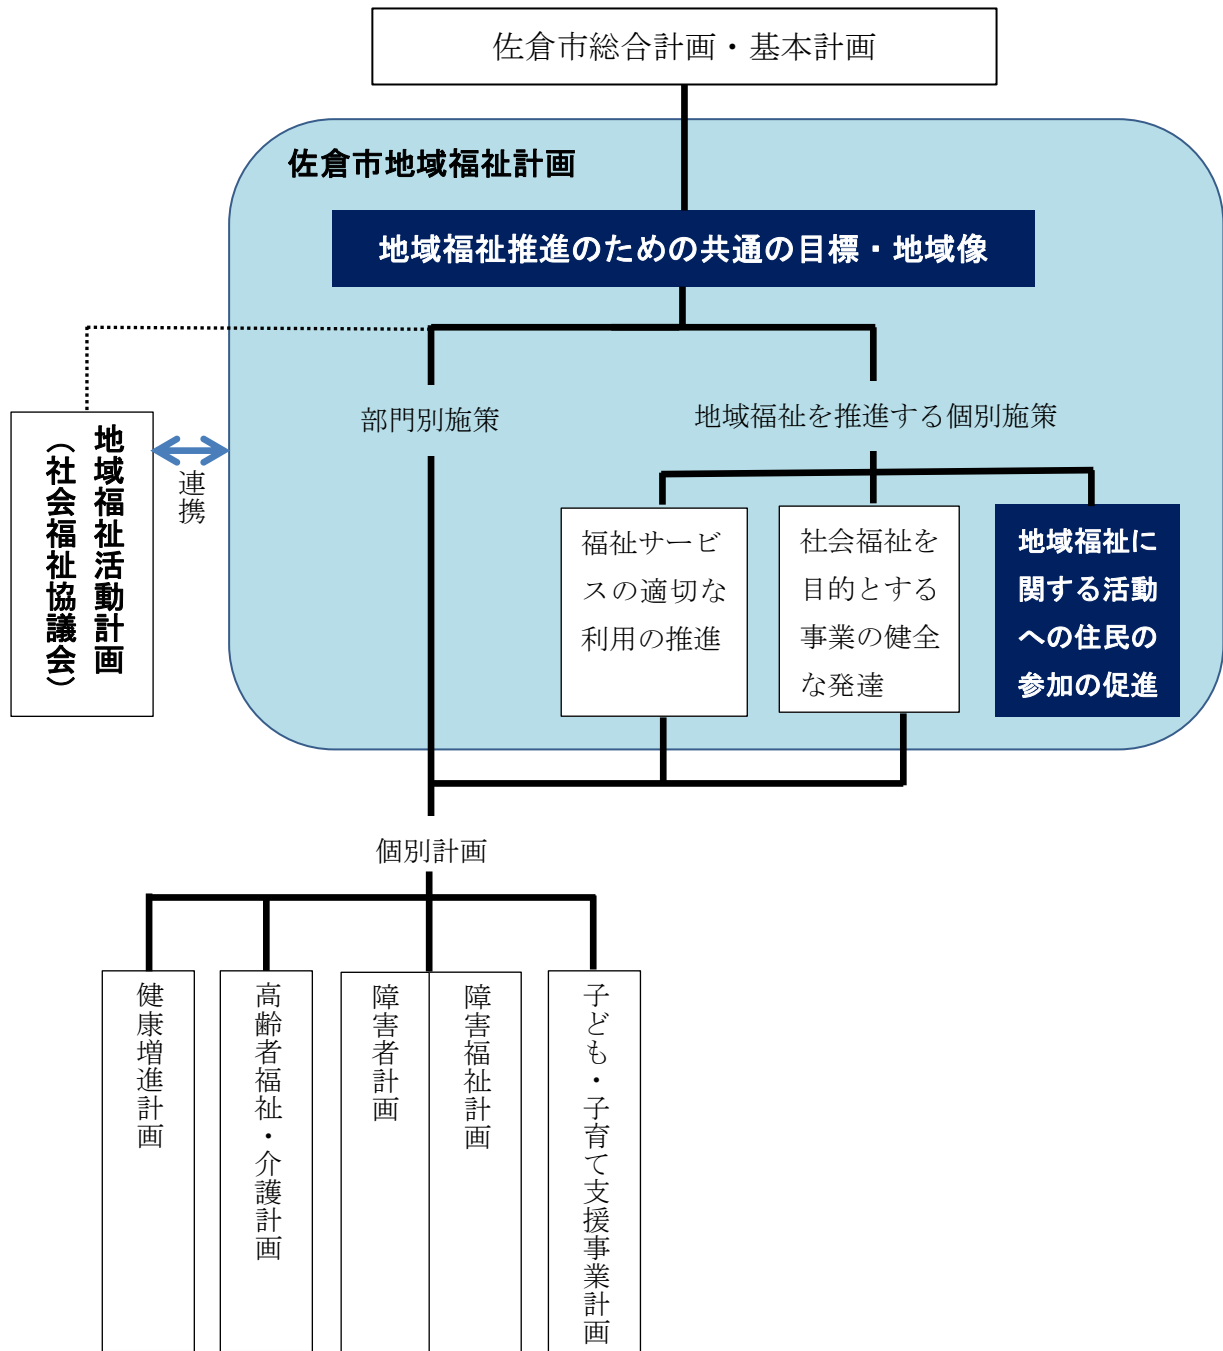 佐倉市総合計画・基本計画
佐倉市地域福祉計画
地域福祉推進のための共通の目標・地域像
部門別施策
地域福祉を推進する個別施策
地域福祉活動計画
（社会福祉協議会）
連携
福祉サービ
スの適切な
利用の推進
社会福祉を
目的とする
事業の健全
な発達
地域福祉に
関する活動
への住民の
参加の促進
個別計画
健康増進計画
高齢者福祉・介護計画
障害者計画
障害福祉計画
子ども・子育て支援事業計画